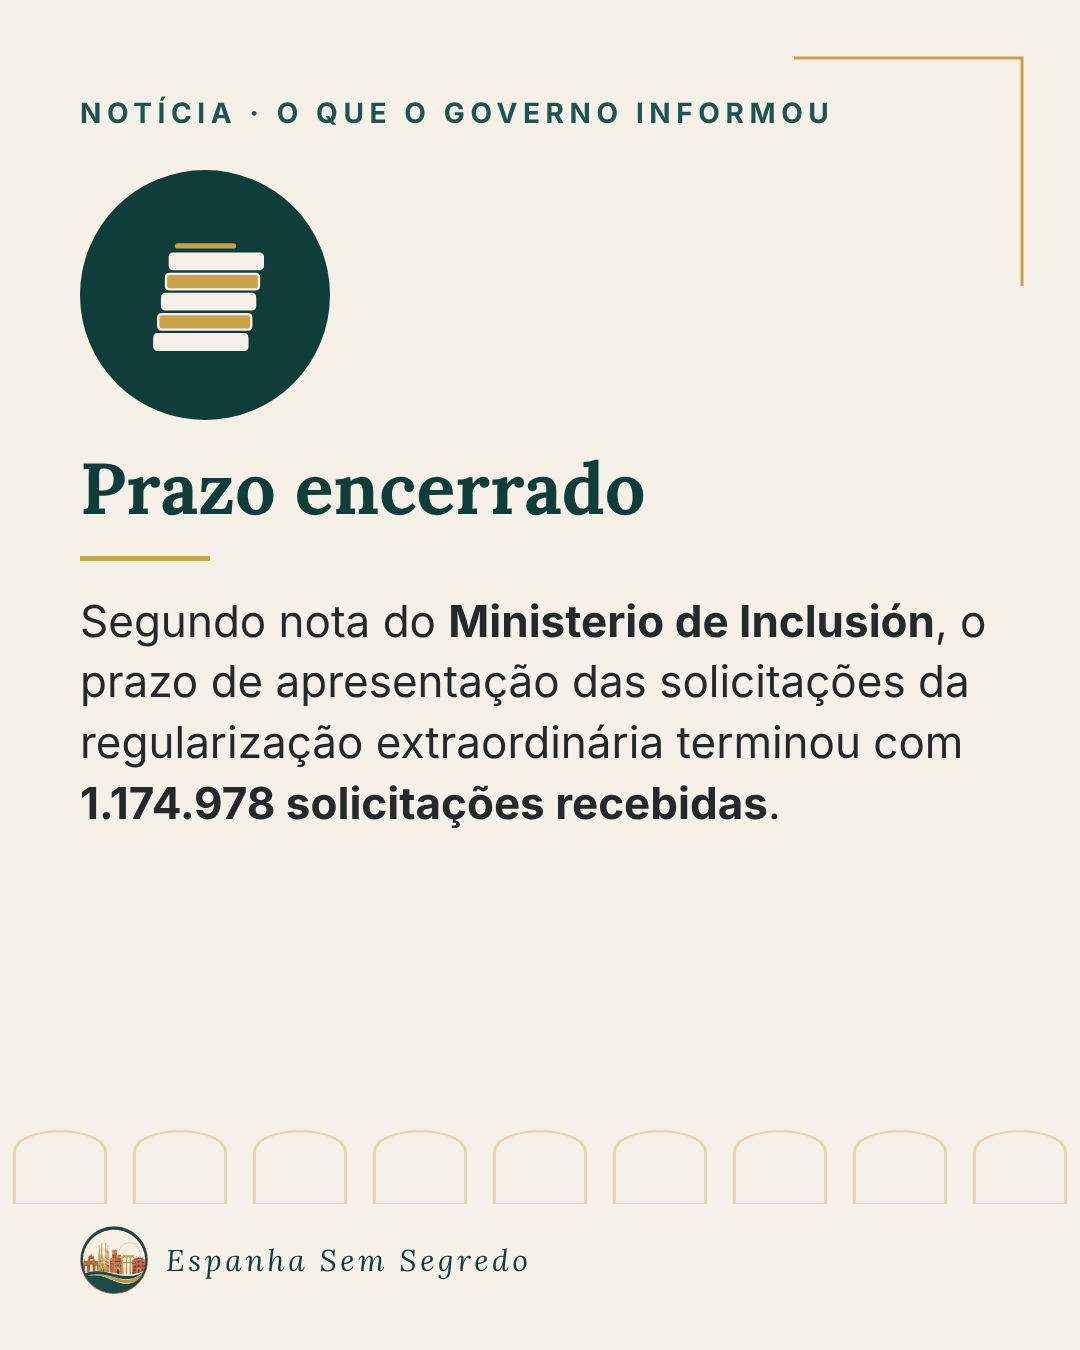 NOTÍCIA · O QUE O GOVERNO INFORMOU
Prazo encerrado
Segundo nota do Ministerio de Inclusión, o
prazo de apresentação das solicitações da
regularização extraordinária terminou com
1.174.978 solicitações recebidas.
Espanha Sem Segredo